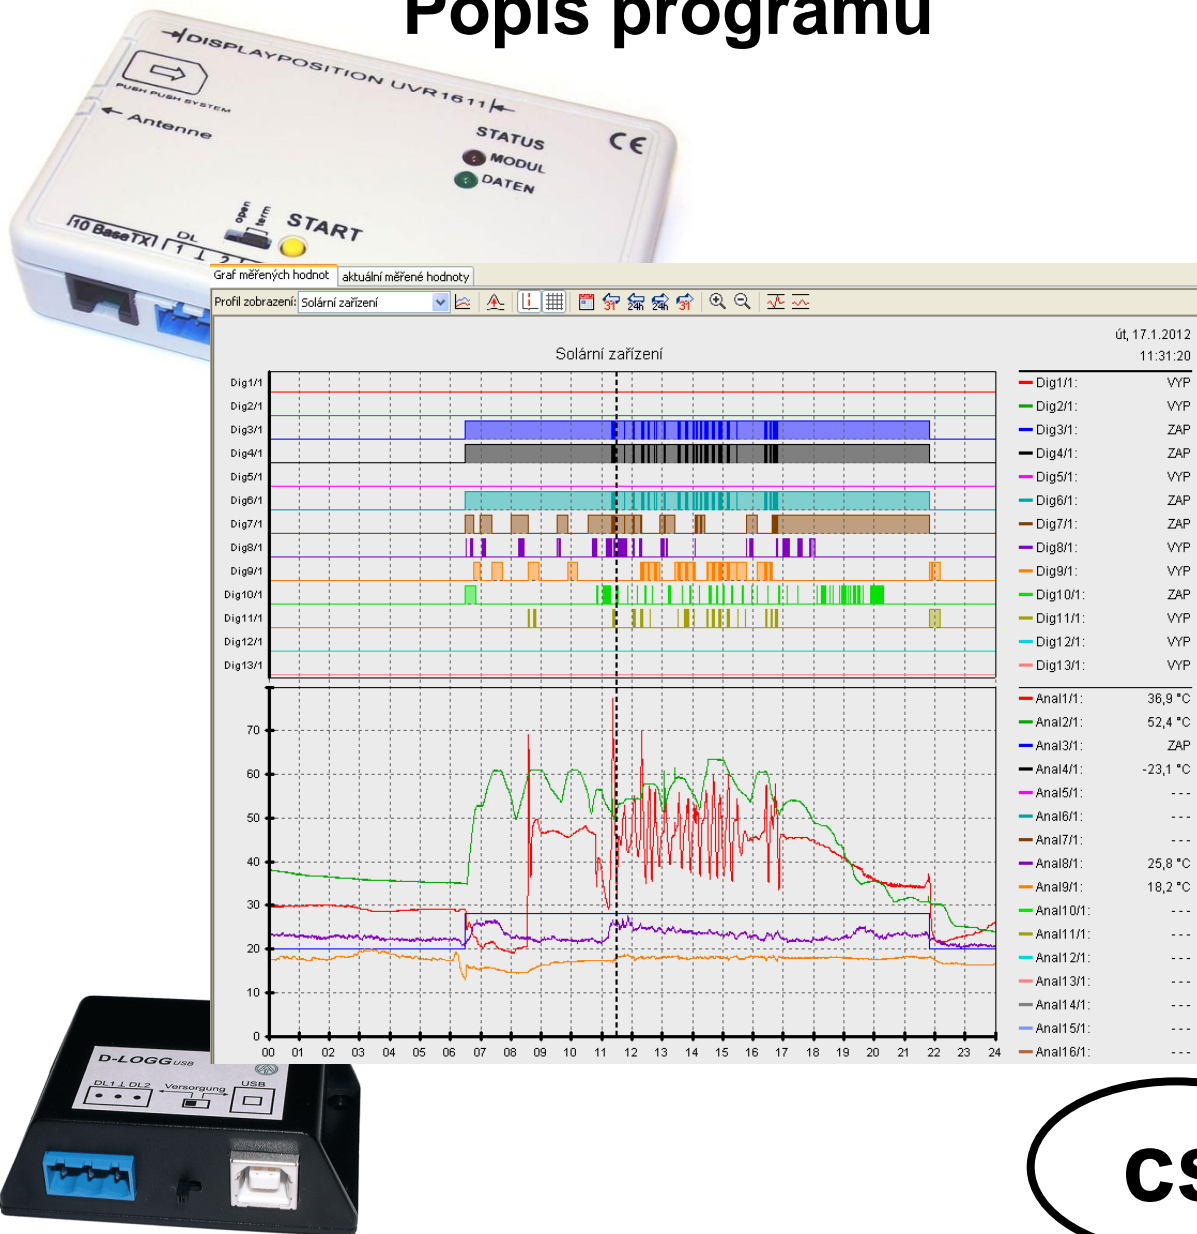 Popis programu
DISPLAYPOSITION UVR1611
PUSH PUSH SYSTEM
Antenne
STATUS
MODUL
DATEN
CE
open
term
START
10 BaseTX
DL
1 ⊥ 2
Graf měřených hodnot
aktuální měřené hodnoty
Profil zobrazení: Solární zařízení
31 24h 24h 31
út, 17.1.2012
Solární zařízení
11:31:20
Dig1/1
Dig2/1
Dig3/1
Dig4/1
Dig5/1
Dig6/1
Dig7/1
Dig8/1
Dig9/1
Dig10/1
Dig11/1
Dig12/1
Dig13/1
Dig1/1: VYP
Dig2/1: VYP
Dig3/1: ZAP
Dig4/1: ZAP
Dig5/1: VYP
Dig6/1: ZAP
Dig7/1: ZAP
Dig8/1: VYP
Dig9/1: VYP
Dig10/1: ZAP
Dig11/1: VYP
Dig12/1: VYP
Dig13/1: VYP
70
60
50
40
30
20
10
0
00 01 02 03 04 05 06 07 08 09 10 11 12 13 14 15 16 17 18 19 20 21 22 23 24
Anal1/1: 36,9 °C
Anal2/1: 52,4 °C
Anal3/1: ZAP
Anal4/1: -23,1 °C
Anal5/1: - - -
Anal6/1: - - -
Anal7/1: - - -
Anal8/1: 25,8 °C
Anal9/1: 18,2 °C
Anal10/1: - - -
Anal11/1: - - -
Anal12/1: - - -
Anal13/1: - - -
Anal14/1: - - -
Anal15/1: - - -
Anal16/1: - - -
D-LOGG USB
DL1 ⊥ DL2
Versorgung
USB
cs